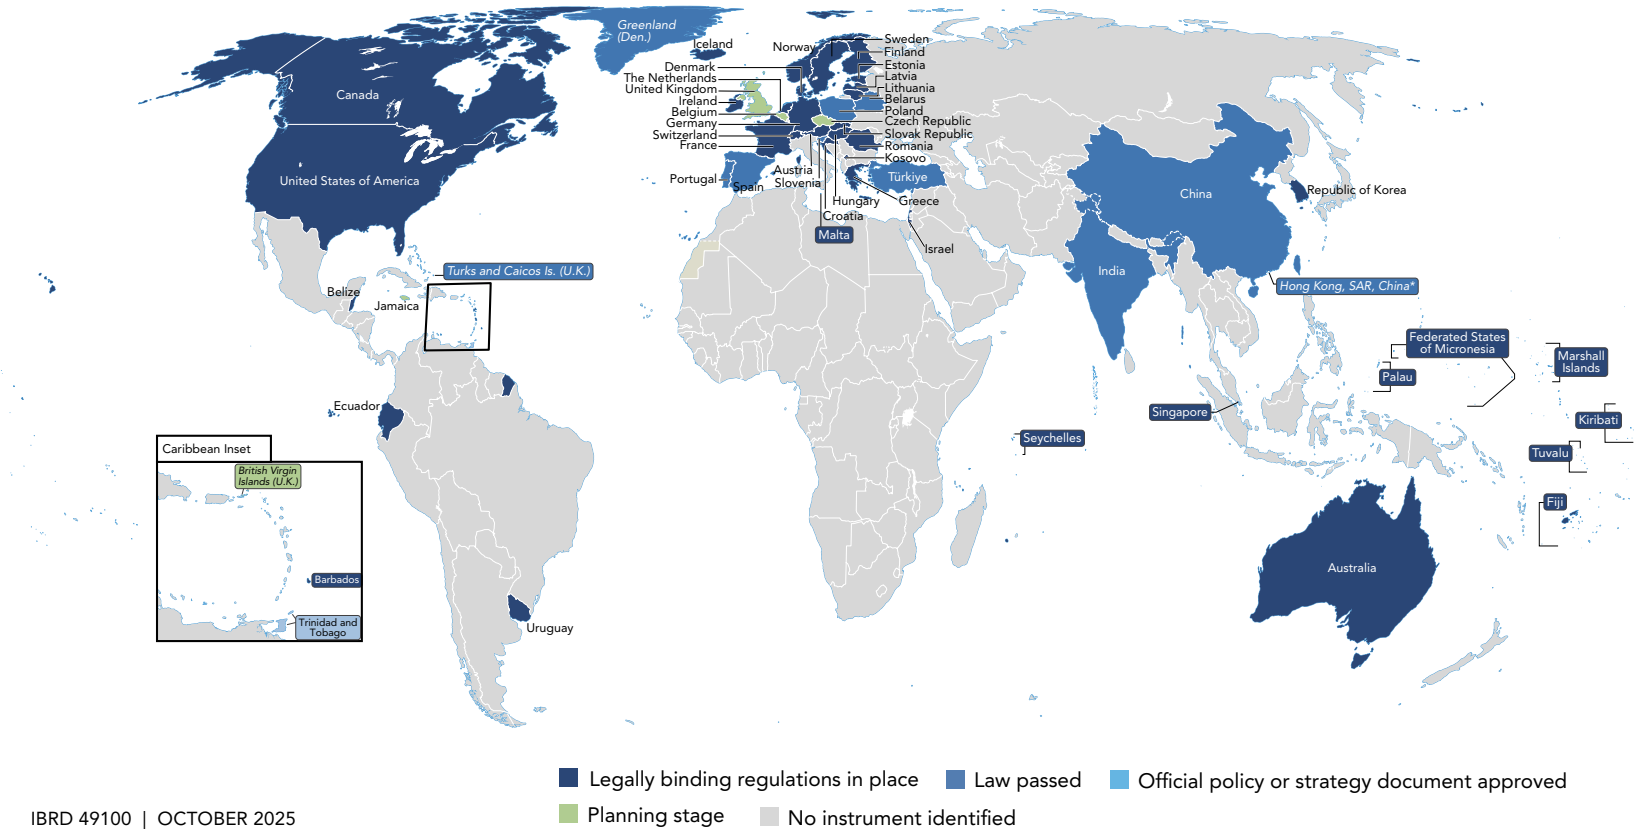 Greenland
(Den.)
Iceland
Norway
Sweden
Finland
Estonia
Latvia
Lithuania
Belarus
Poland
Czech Republic
Slovak Republic
Romania
Kosovo
Denmark
The Netherlands
United Kingdom
Ireland
Belgium
Germany
Switzerland
France
Portugal
Spain
Austria
Slovenia
Hungary
Croatia
Malta
Greece
Türkiye
Israel
Canada
United States of America
China
India
Republic of Korea
Hong Kong, SAR, China*
Turks and Caicos Is. (U.K.)
Belize
Jamaica
Ecuador
Uruguay
Caribbean Inset
British Virgin
Islands (U.K.)
Barbados
Trinidad and
Tobago
Seychelles
Singapore
Federated States
of Micronesia
Palau
Marshall
Islands
Kiribati
Tuvalu
Fiji
Australia
Legally binding regulations in place
Law passed
Official policy or strategy document approved
Planning stage
No instrument identified
IBRD 49100 | OCTOBER 2025